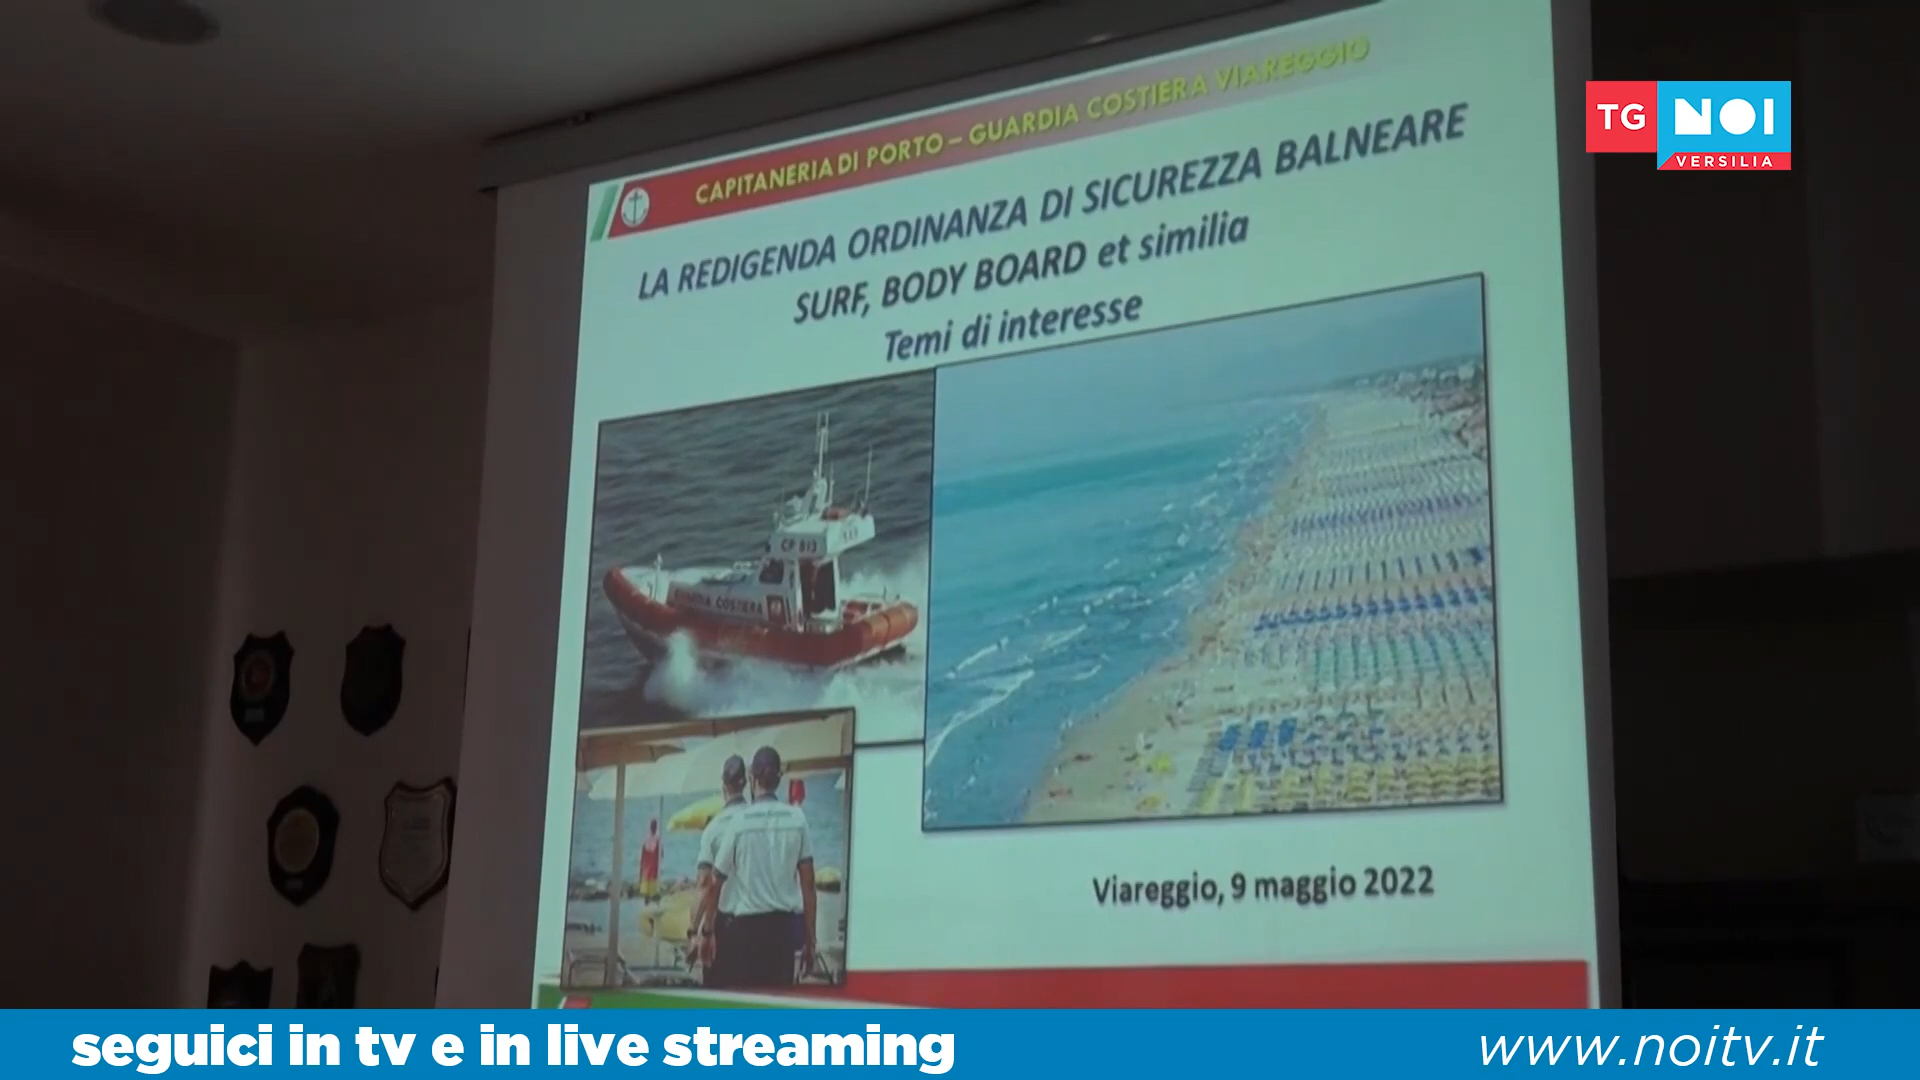 CAPITANERIA DI PORTO – GUARDIA COSTIERA VIAREGGIO
LA REDIGENDA ORDINANZA DI SICUREZZA BALNEARE
SURF, BODY BOARD et similia
Temi di interesse
CP 813
GUARDIA COSTIERA
Viareggio, 9 maggio 2022
TG NOI
VERSILIA
seguici in tv e in live streaming
www.noitv.it